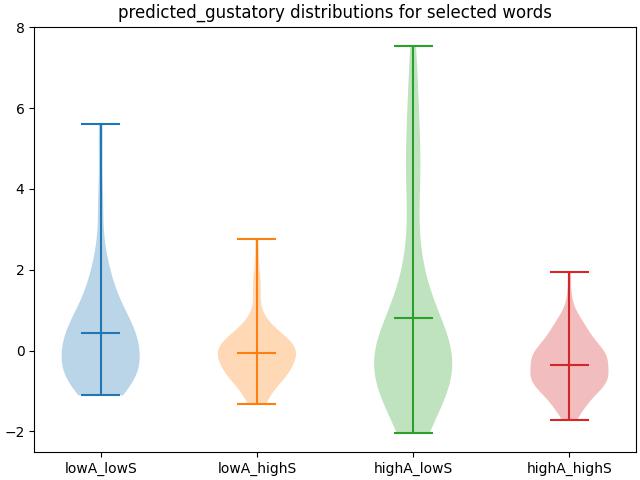 predicted_gustatory distributions for selected words
8
6
4
2
0
−2
lowA_lowS
lowA_highS
highA_lowS
highA_highS